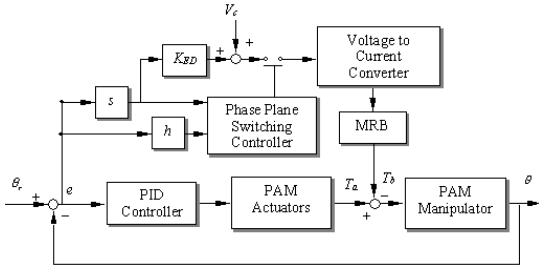 V_c
K_ED
+
+
Voltage to
Current
Converter
s
Phase Plane
Switching
Controller
h
MRB
θ_r
+
−
e
PID
Controller
PAM
Actuators
T_a
+
T_b
−
PAM
Manipulator
θ